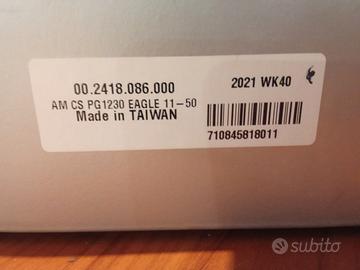 00.2418.086.000
2021 WK40
AM CS PG1230 EAGLE 11-50
Made in TAIWAN
710845818011
subito